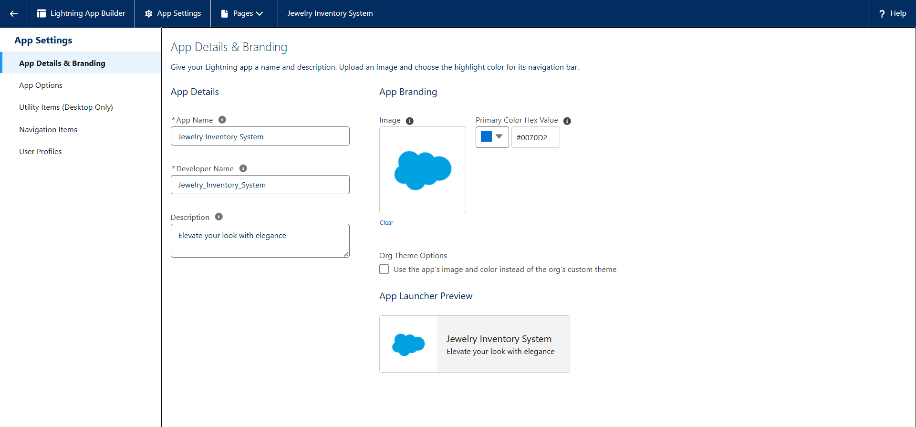 Lightning App Builder
App Settings
Pages
Jewelry Inventory System
? Help
App Settings
App Details & Branding
App Options
Utility Items (Desktop Only)
Navigation Items
User Profiles
App Details & Branding
Give your Lightning app a name and description. Upload an image and choose the highlight color for its navigation bar.
App Details
* App Name
Jewelry Inventory System
* Developer Name
Jewelry_Inventory_System
Description
Elevate your look with elegance
App Branding
Image
Primary Color Hex Value
#0070D2
Clear
Org Theme Options
Use the app's image and color instead of the org's custom theme
App Launcher Preview
Jewelry Inventory System
Elevate your look with elegance